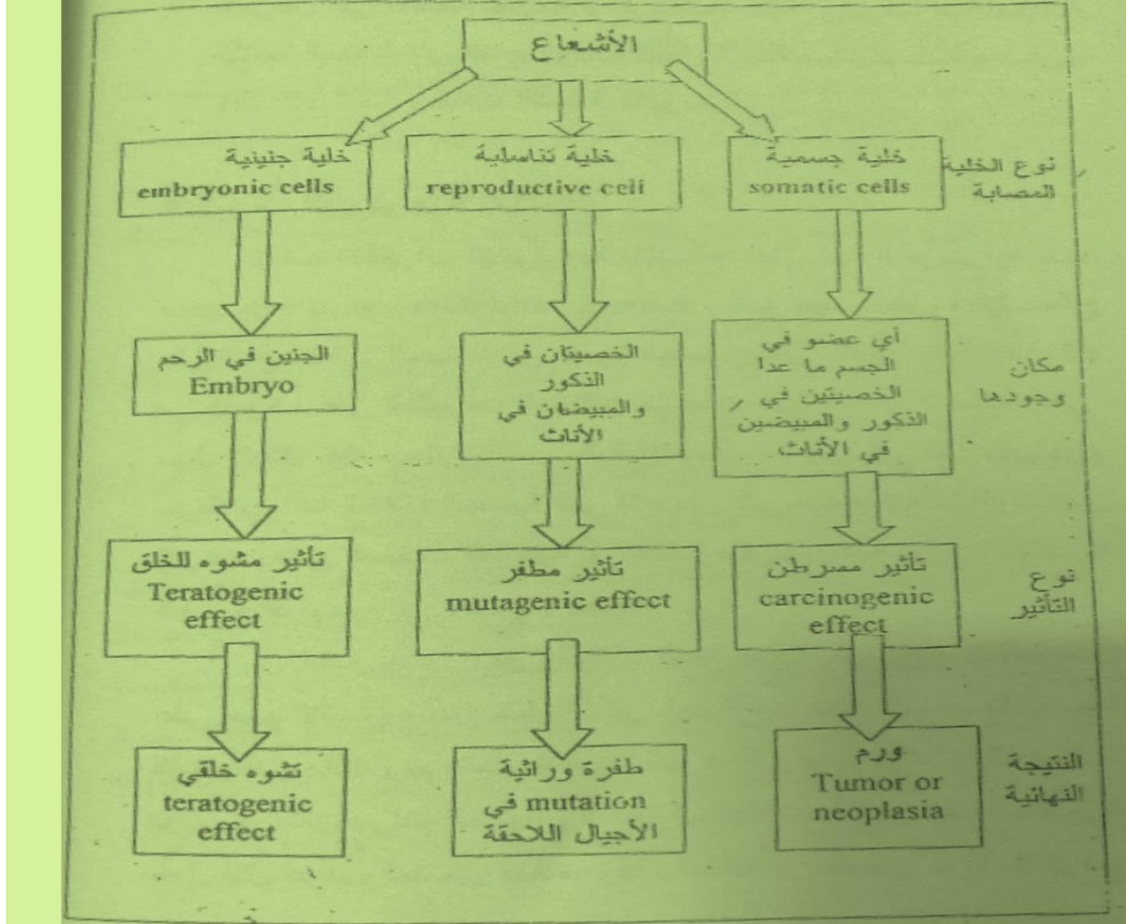 الأشعاع
نوع الخلية
المصابة
خلية جسمية
somatic cells
خلية تناسلية
reproductive cell
خلية جنينية
embryonic cells
مكان
وجودها
أي عضو في
الجسم ما عدا
الخصيتين في
الذكور والمبيضين
في الأناث
الخصيتان في
الذكور
والمبيضان في
الأناث
الجنين في الرحم
Embryo
نوع
التأثير
تأثير مسرطن
carcinogenic
effect
تأثير مطفر
mutagenic effect
تأثير مشوه للخلق
Teratogenic
effect
النتيجة
النهائية
ورم
Tumor or
neoplasia
طفرة وراثية
mutation في
الأجيال اللاحقة
تشوه خلقي
teratogenic
effect